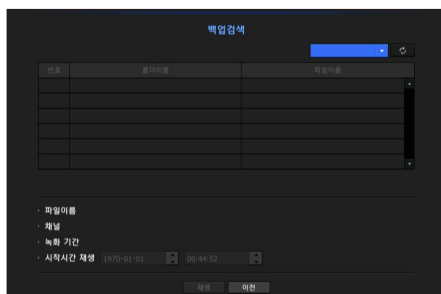 백업검색
번호 폴더이름 파일이름
· 파일이름
· 채널
· 녹화 기간
· 시작시간 재생 1970-01-01 00:44:52
재생 이전